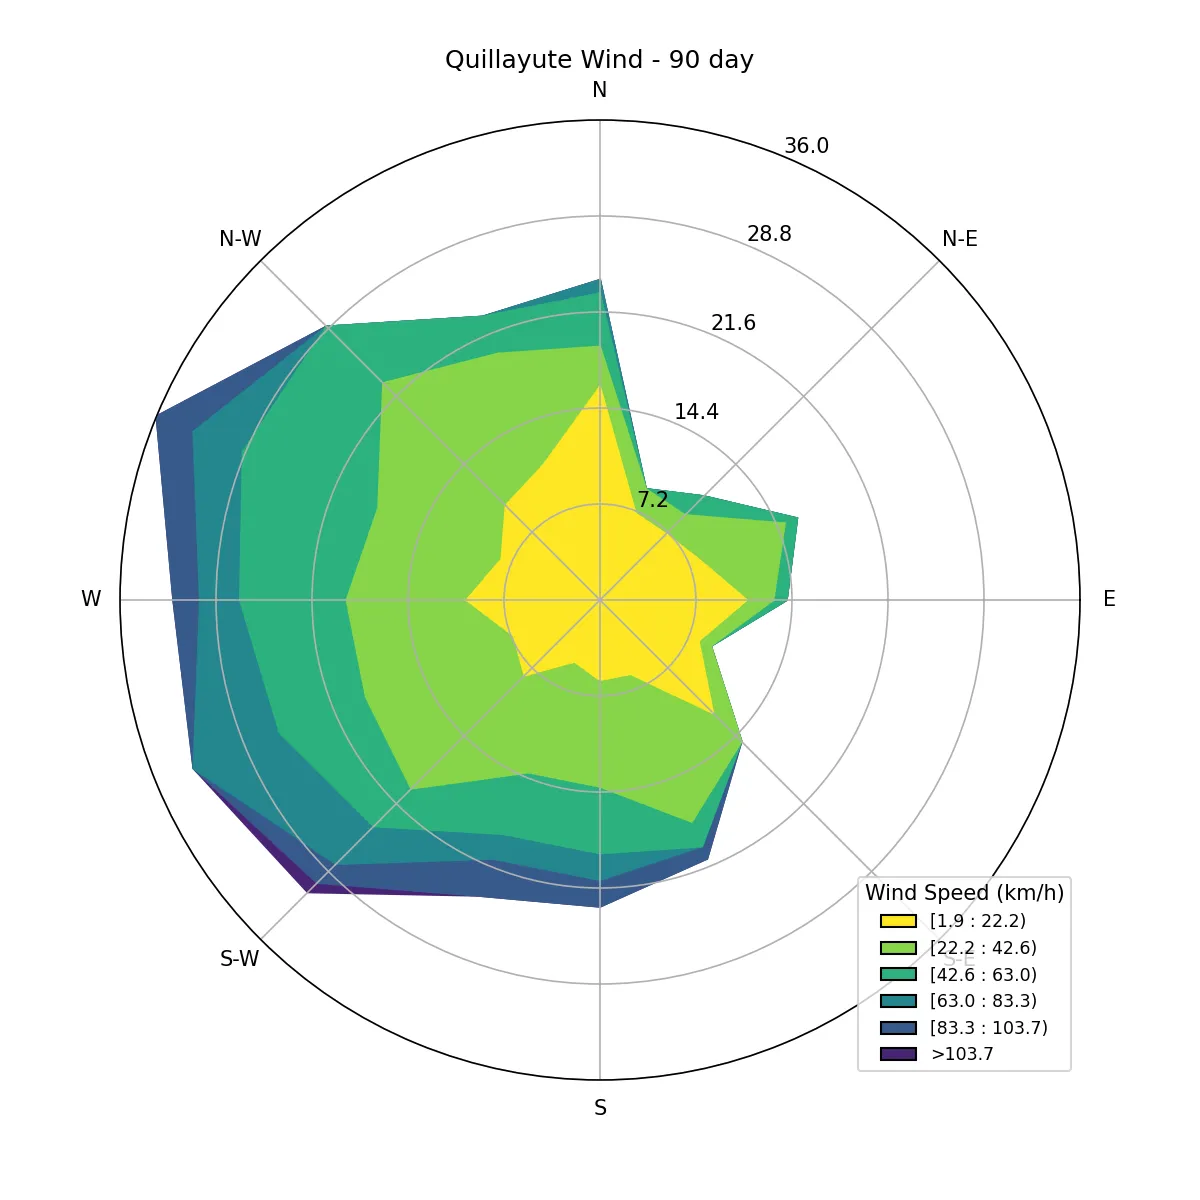 Quillayute Wind - 90 day
N
36.0
28.8
N-W
N-E
21.6
14.4
7.2
W
E
Wind Speed (km/h)
[1.9 : 22.2)
[22.2 : 42.6)
S-W
S-E
[42.6 : 63.0)
[63.0 : 83.3)
[83.3 : 103.7)
>103.7
S